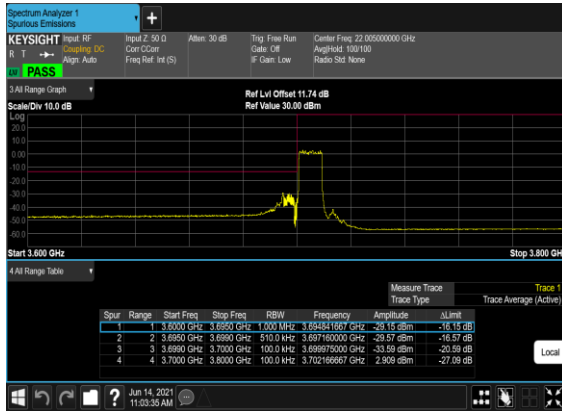 Spectrum Analyzer 1
Spurious Emissions
KEYSIGHT Input: RF Input Z: 50 Ω Atten: 30 dB Trig: Free Run Center Freq: 22.005000000 GHz
R T Coupling: DC Corr CCorr Gate: Off Avg|Hold: 100/100
Align: Auto Freq Ref: Int (S) IF Gain: Low Radio Std: None
LV PASS
3 All Range Graph
Ref Lvl Offset 11.74 dB
Scale/Div 10.0 dB Ref Value 30.00 dBm
Log
20.0
10.0
0.00
-10.0
-20.0
-30.0
-40.0
-50.0
-60.0
Start 3.600 GHz Stop 3.800 GH
4 All Range Table
Measure Trace Trace 1
Trace Type Trace Average (Active)
Spur Range Start Freq Stop Freq RBW Frequency Amplitude ΔLimit
1 1 3.6000 GHz 3.6950 GHz 1.000 MHz 3.694841667 GHz -29.15 dBm -16.15 dB
2 2 3.6950 GHz 3.6990 GHz 510.0 kHz 3.697160000 GHz -29.57 dBm -16.57 dB
3 3 3.6990 GHz 3.7000 GHz 100.0 kHz 3.699975000 GHz -33.59 dBm -20.59 dB
4 4 3.7000 GHz 3.8000 GHz 100.0 kHz 3.702166667 GHz 2.909 dBm -27.09 dB
Local
Jun 14, 2021
11:03:35 AM